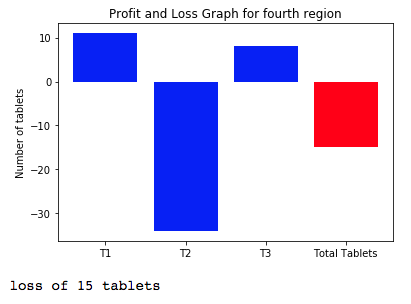 Profit and Loss Graph for fourth region
10
0
−10
−20
−30
Number of tablets
T1 T2 T3 Total Tablets
loss of 15 tablets